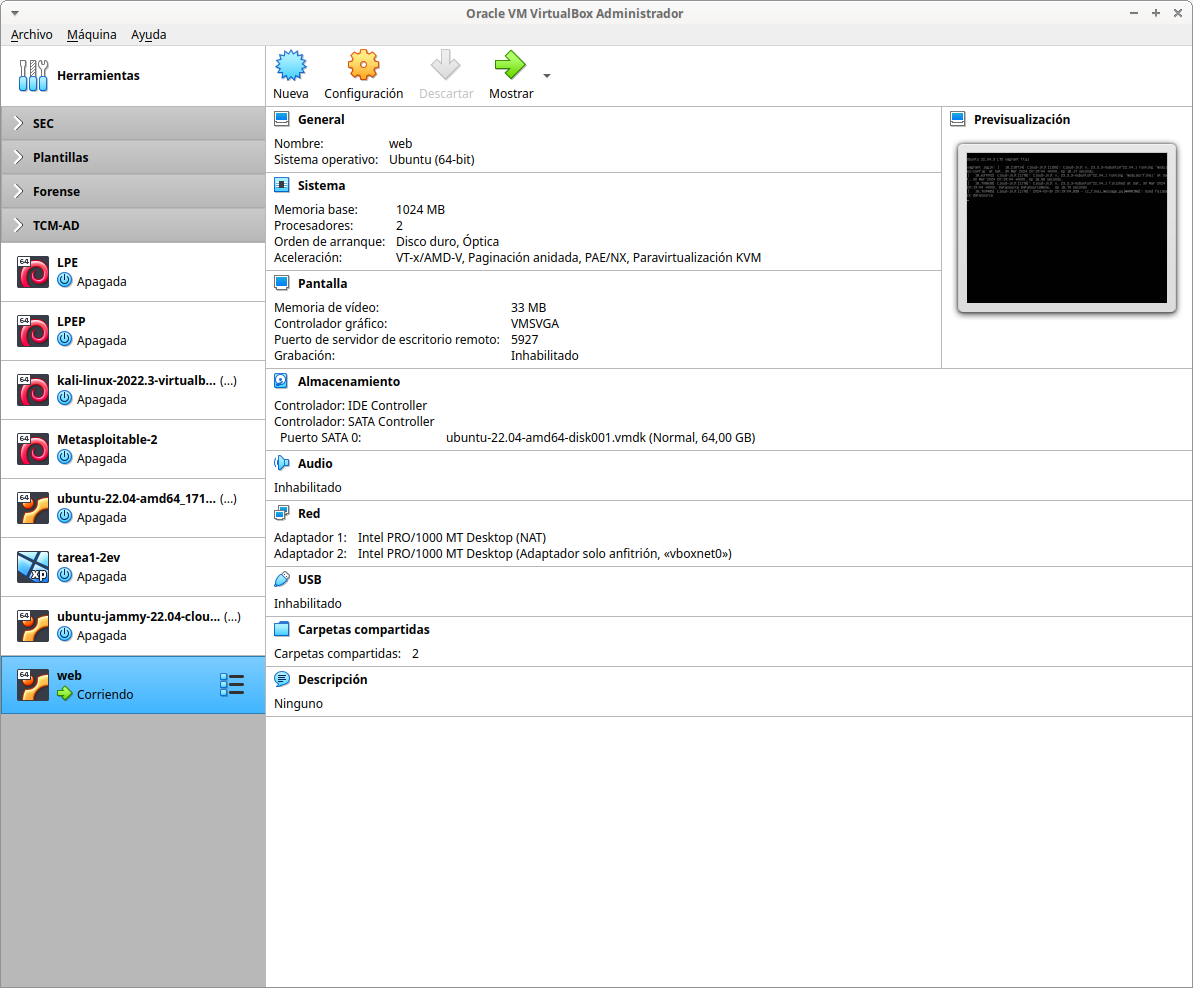 Oracle VM VirtualBox Administrador
Archivo Máquina Ayuda
Herramientas
Nueva Configuración Descartar Mostrar
SEC
Plantillas
Forense
TCM-AD
64
LPE
Apagada
64
LPEP
Apagada
64
kali-linux-2022.3-virtualb... (...)
Apagada
64
Metasploitable-2
Apagada
64
ubuntu-22.04-amd64_171... (...)
Apagada
xp
tarea1-2ev
Apagada
64
ubuntu-jammy-22.04-clou... (...)
Apagada
64
web
Corriendo
General
Nombre: web
Sistema operativo: Ubuntu (64-bit)
Sistema
Memoria base: 1024 MB
Procesadores: 2
Orden de arranque: Disco duro, Óptica
Aceleración: VT-x/AMD-V, Paginación anidada, PAE/NX, Paravirtualización KVM
Pantalla
Memoria de vídeo: 33 MB
Controlador gráfico: VMSVGA
Puerto de servidor de escritorio remoto: 5927
Grabación: Inhabilitado
Previsualización
Almacenamiento
Controlador: IDE Controller
Controlador: SATA Controller
Puerto SATA 0: ubuntu-22.04-amd64-disk001.vmdk (Normal, 64,00 GB)
Audio
Inhabilitado
Red
Adaptador 1: Intel PRO/1000 MT Desktop (NAT)
Adaptador 2: Intel PRO/1000 MT Desktop (Adaptador solo anfitrión, «vboxnet0»)
USB
Inhabilitado
Carpetas compartidas
Carpetas compartidas: 2
Descripción
Ninguno